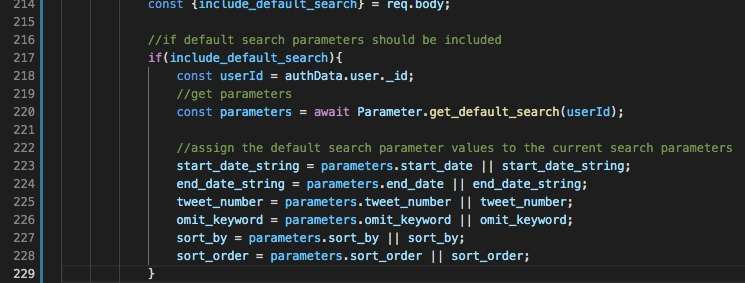 214 const {include_default_search} = req.body;
215
216 //if default search parameters should be included
217 if(include_default_search){
218 const userId = authData.user._id;
219 //get parameters
220 const parameters = await Parameter.get_default_search(userId);
221
222 //assign the default search parameter values to the current search parameters
223 start_date_string = parameters.start_date || start_date_string;
224 end_date_string = parameters.end_date || end_date_string;
225 tweet_number = parameters.tweet_number || tweet_number;
226 omit_keyword = parameters.omit_keyword || omit_keyword;
227 sort_by = parameters.sort_by || sort_by;
228 sort_order = parameters.sort_order || sort_order;
229 }